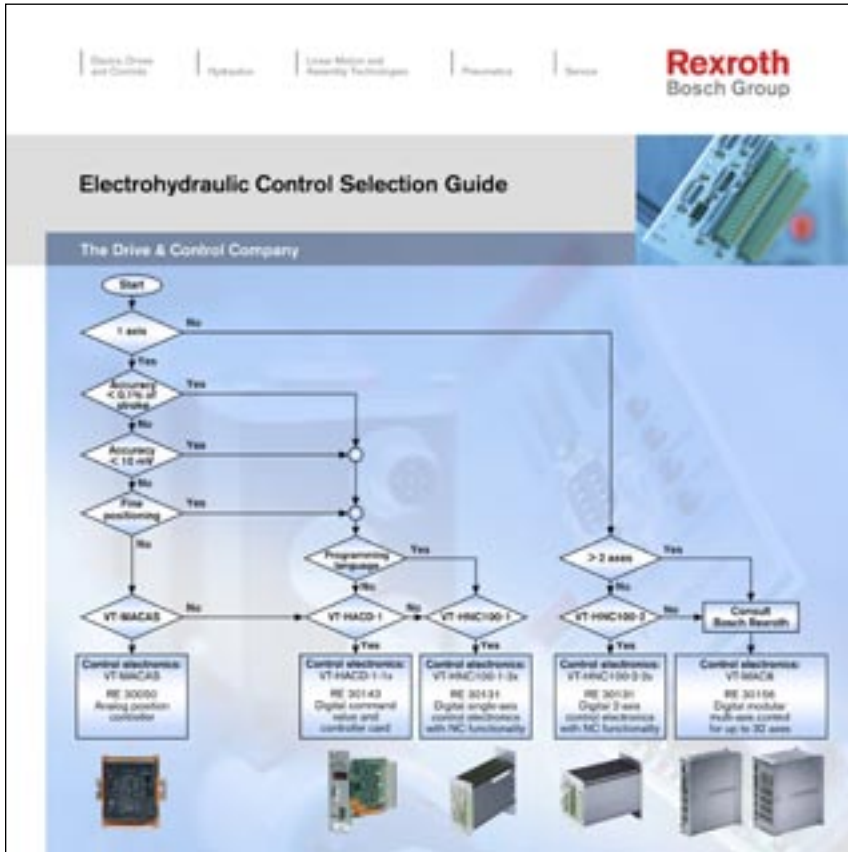 Electric Drives
and Controls
Hydraulics
Linear Motion and
Assembly Technologies
Pneumatics
Service
Rexroth
Bosch Group
Electrohydraulic Control Selection Guide
The Drive & Control Company
Start
1 axis
No
Yes
Accuracy
< 0.1% of
stroke
Yes
No
Accuracy
< 10 mV
Yes
No
Fine
positioning
Yes
No
Programming
language
Yes
No
> 2 axes
Yes
No
VT-MACAS
No
Yes
VT-HACD-1
No
Yes
VT-HNC100-1
Yes
VT-HNC100-2
No
Yes
Consult
Bosch Rexroth
Control electronics:
VT-MACAS
RE 30050
Analog position
controller
Control electronics:
VT-HACD-1-1x
RE 30143
Digital command
value and
controller card
Control electronics:
VT-HNC100-1-2x
RE 30131
Digital single-axis
control electronics
with NC functionality
Control electronics:
VT-HNC100-2-2x
RE 30131
Digital 2-axis
control electronics
with NC functionality
Control electronics:
VT-MAC8
RE 30156
Digital modular
multi-axis control
for up to 32 axes